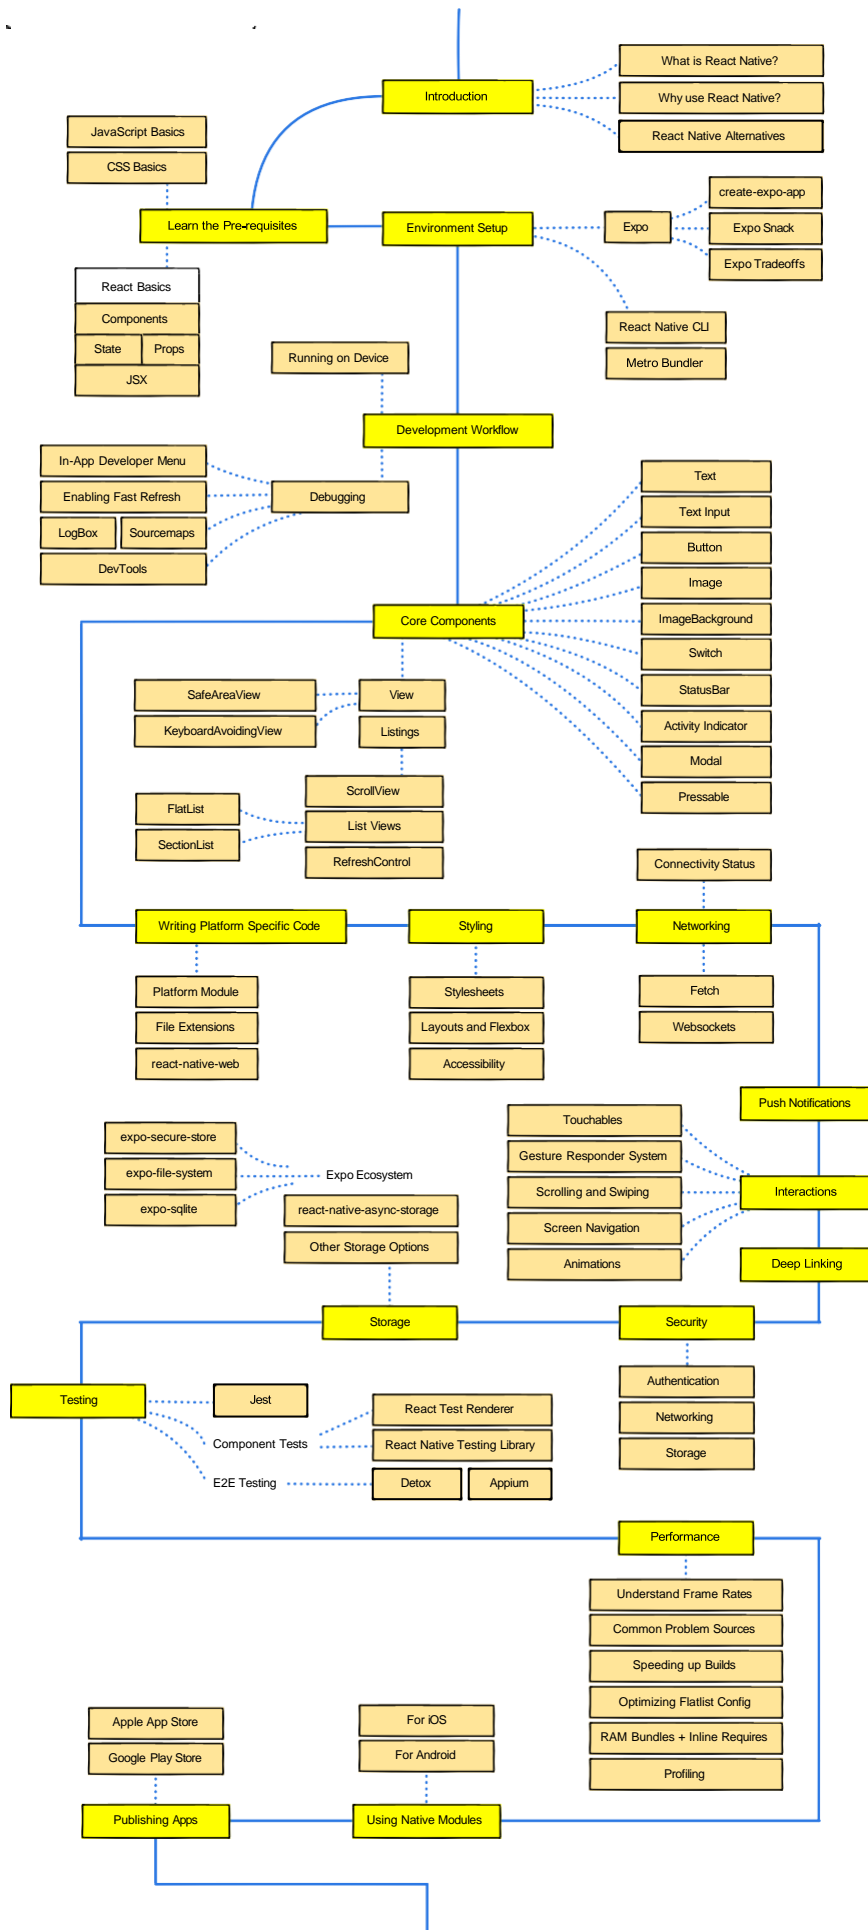 What is React Native?
Introduction
Why use React Native?
React Native Alternatives
JavaScript Basics
CSS Basics
create-expo-app
Learn the Pre-requisites
Environment Setup
Expo
Expo Snack
Expo Tradeoffs
React Basics
Components
State
Props
JSX
React Native CLI
Metro Bundler
Running on Device
Development Workflow
In-App Developer Menu
Enabling Fast Refresh
Debugging
LogBox
Sourcemaps
DevTools
Text
Text Input
Button
Image
ImageBackground
Switch
StatusBar
Activity Indicator
Modal
Pressable
Core Components
SafeAreaView
View
KeyboardAvoidingView
Listings
ScrollView
FlatList
List Views
SectionList
RefreshControl
Connectivity Status
Writing Platform Specific Code
Styling
Networking
Platform Module
File Extensions
react-native-web
Stylesheets
Layouts and Flexbox
Accessibility
Fetch
Websockets
Push Notifications
Touchables
Gesture Responder System
Scrolling and Swiping
Screen Navigation
Animations
Interactions
Deep Linking
expo-secure-store
expo-file-system
expo-sqlite
Expo Ecosystem
react-native-async-storage
Other Storage Options
Storage
Security
Authentication
Networking
Storage
Testing
Jest
Component Tests
React Test Renderer
React Native Testing Library
E2E Testing
Detox
Appium
Performance
Understand Frame Rates
Common Problem Sources
Speeding up Builds
Optimizing Flatlist Config
RAM Bundles + Inline Requires
Profiling
Apple App Store
Google Play Store
For iOS
For Android
Publishing Apps
Using Native Modules